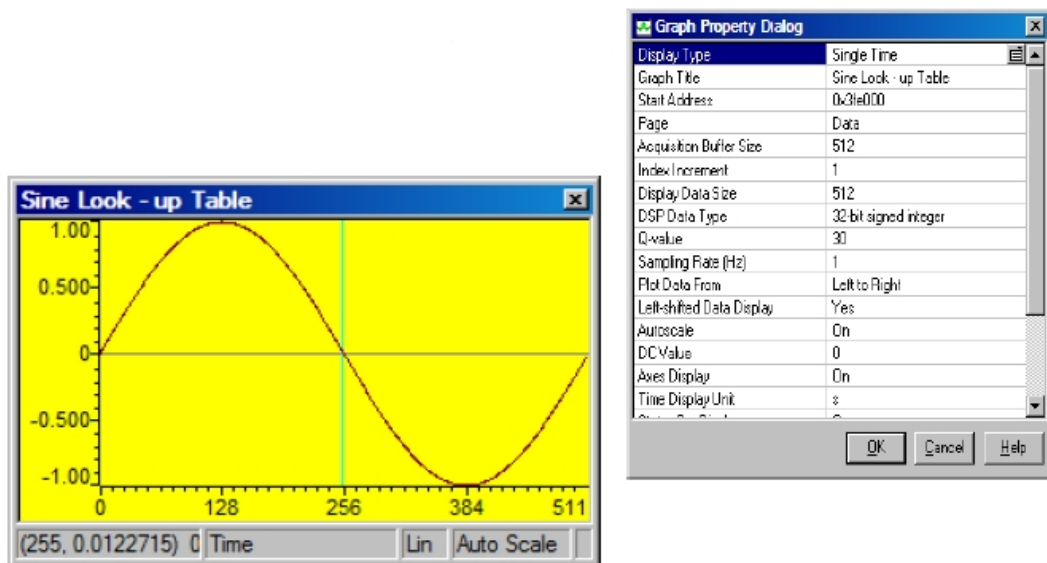 Sine Look - up Table
1.00
0.500
0
-0.500
-1.00
0 128 256 384 511
(255, 0.0122715) 0 Time Lin Auto Scale
Graph Property Dialog
Display Type Single Time
Graph Title Sine Look - up Table
Start Address 0x3fe000
Page Data
Acquisition Buffer Size 512
Index Increment 1
Display Data Size 512
DSP Data Type 32-bit signed integer
Q-value 30
Sampling Rate (Hz) 1
Plot Data From Left to Right
Left-shifted Data Display Yes
Autoscale On
DC Value 0
Axes Display On
Time Display Unit s
OK Cancel Help